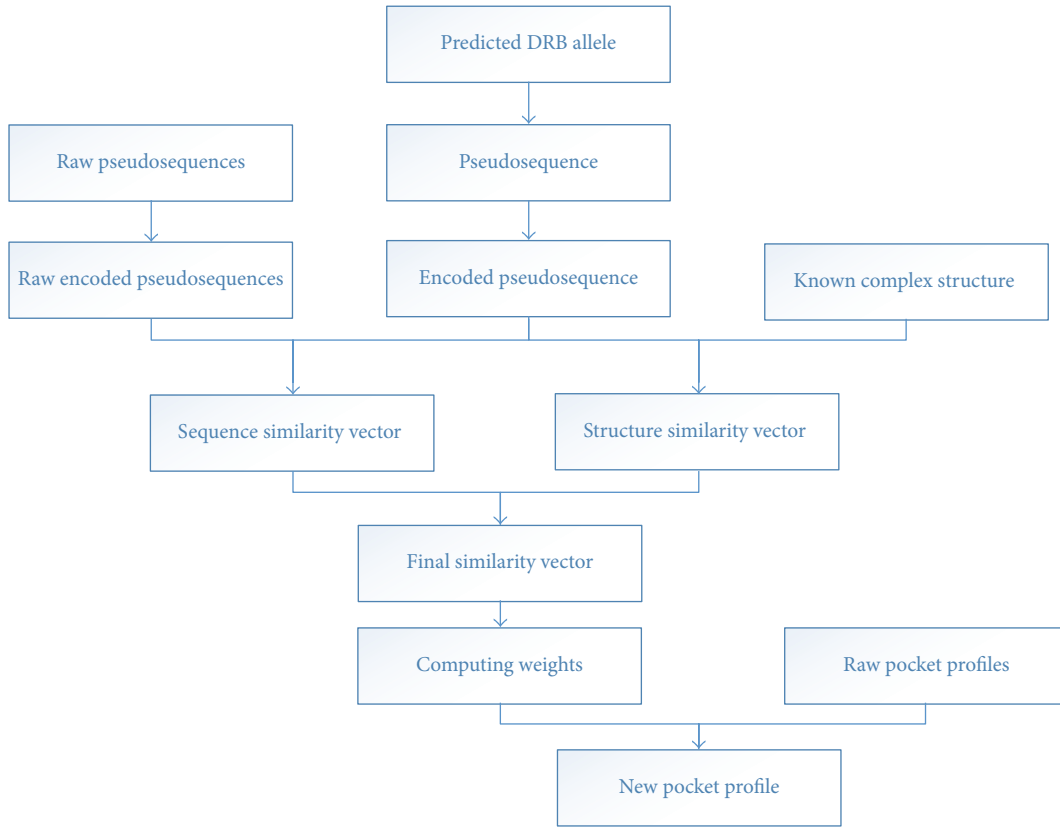 Predicted DRB allele
Raw pseudosequences
Pseudosequence
Raw encoded pseudosequences
Encoded pseudosequence
Known complex structure
Sequence similarity vector
Structure similarity vector
Final similarity vector
Computing weights
Raw pocket profiles
New pocket profile